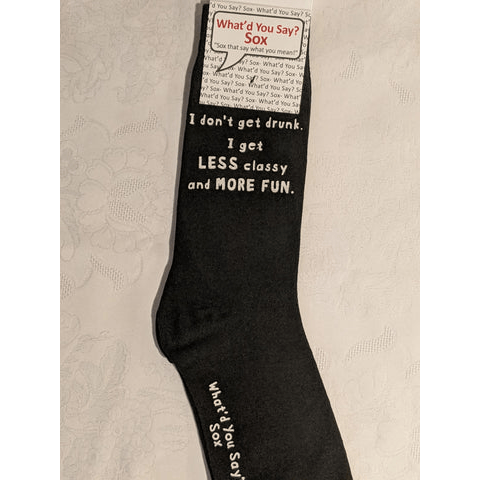 What'd You Say?
Sox
"Sox that say what you mean!"
I don't get drunk.
I get
LESS classy
and MORE FUN.
What'd You Say?
Sox